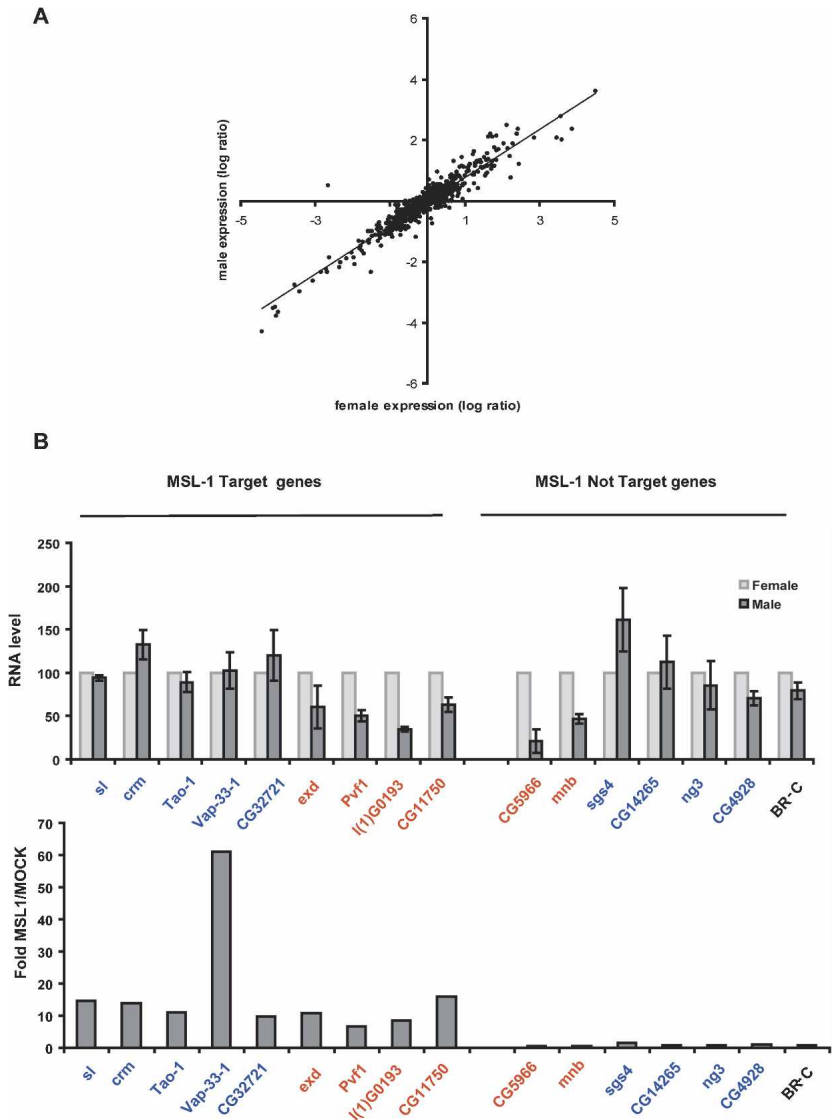 A
6
4
2
-5
-3
1
3
5
-2
-4
-6
male expression (log ratio)
female expression (log ratio)
B
MSL-1 Target genes
MSL-1 Not Target genes
250
200
150
100
50
0
RNA level
Female
Male
sl
crm
Tao-1
Vap-33-1
CG32721
exd
Pvf1
l(1)G0193
CG11750
CG5966
mnb
sgs4
CG14265
ng3
CG4928
BR-C
70
60
50
40
30
20
10
0
Fold MSL1/MOCK
sl
crm
Tao-1
Vap-33-1
CG32721
exd
Pvf1
l(1)G0193
CG11750
CG5966
mnb
sgs4
CG14265
ng3
CG4928
BR-C